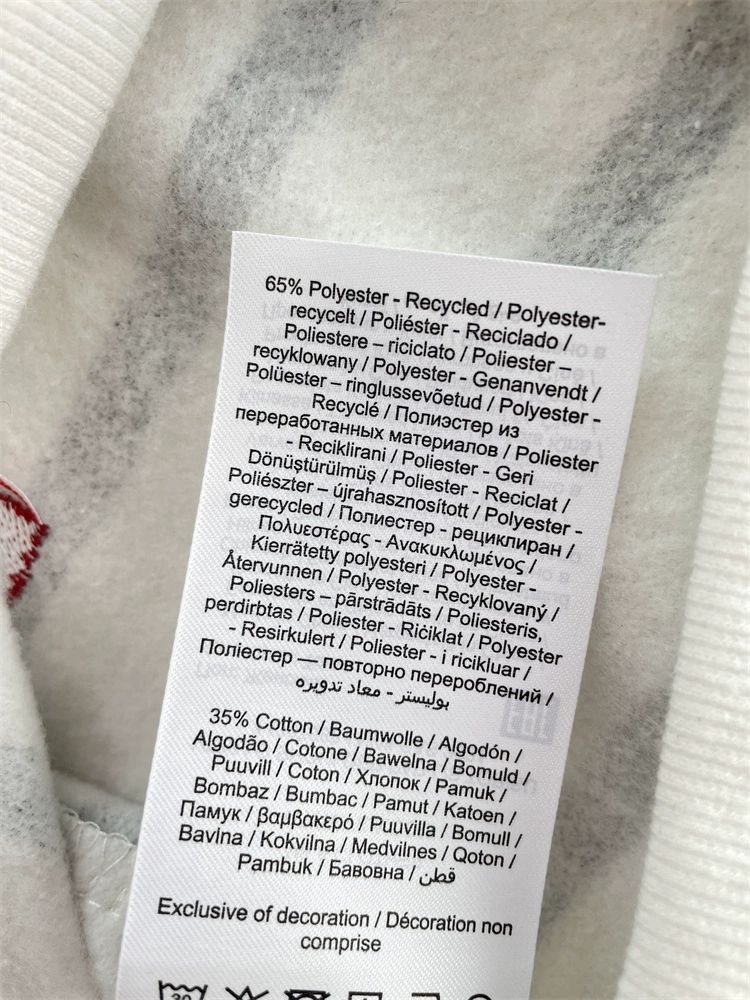 65% Polyester - Recycled / Polyester-
recycelt / Poliéster - Reciclado /
Poliestere – riciclato / Poliester –
recyklowany / Polyester - Genanvendt /
Polüester – ringlussevõetud / Polyester -
Recyclé / Полиэстер из
переработанных материалов / Poliester
- Reciklirani / Poliester - Geri
Dönüştürülmüş / Poliester - Reciclat /
Poliészter – újrahasznosított / Polyester -
gerecycled / Полиестер - рециклиран /
Πολυεστέρας - Ανακυκλωμένος /
Kierrätetty polyesteri / Polyester -
Återvunnen / Polyester - Recyklovaný /
Poliesters – pārstrādāts / Poliesteris,
perdirbtas / Poliester - Riċiklat / Polyester
- Resirkulert / Poliester - i ricikluar /
Поліестер — повторно перероблений /
بوليستر - معاد تدويره
35% Cotton / Baumwolle / Algodón /
Algodão / Cotone / Bawelna / Bomuld /
Puuvill / Coton / Хлопок / Pamuk /
Bombaz / Bumbac / Pamut / Katoen /
Памук / βαμβακερό / Puuvilla / Bomull /
Bavlna / Kokvilna / Medvilnes / Qoton /
Pambuk / Бавовна / قطن
Exclusive of decoration / Décoration non
comprise
30